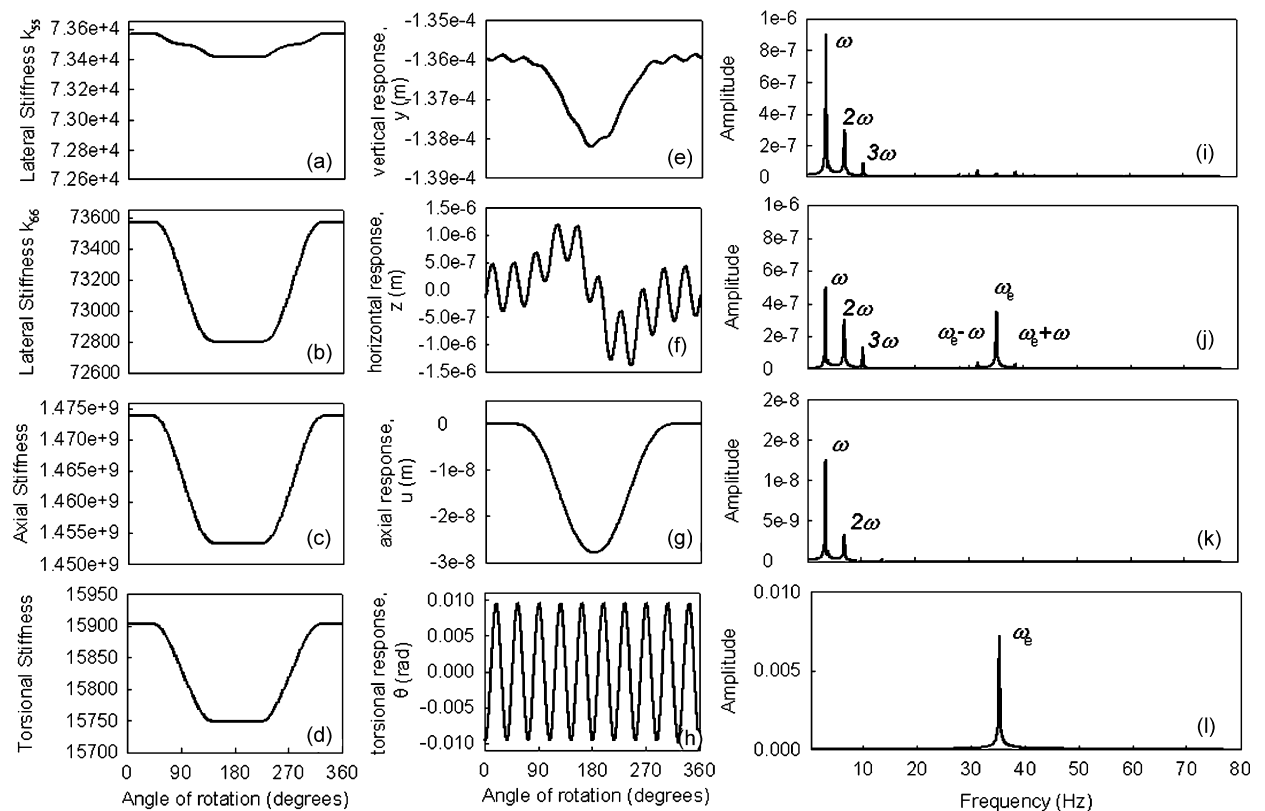 Lateral Stiffness k55
7.36e+4
7.34e+4
7.32e+4
7.30e+4
7.28e+4
7.26e+4
(a)
vertical response,
y (m)
-1.35e-4
-1.36e-4
-1.37e-4
-1.38e-4
-1.39e-4
(e)
Amplitude
1e-6
8e-7
6e-7
4e-7
2e-7
0
ω
2ω
3ω
(i)
Lateral Stiffness k66
73600
73400
73200
73000
72800
72600
(b)
horizontal response,
z (m)
1.5e-6
1.0e-6
5.0e-7
0.0
-5.0e-7
-1.0e-6
-1.5e-6
(f)
Amplitude
1e-6
8e-7
6e-7
4e-7
2e-7
0
ω
2ω
3ω
ωe-ω
ωe
ωe+ω
(j)
Axial Stiffness
1.475e+9
1.470e+9
1.465e+9
1.460e+9
1.455e+9
1.450e+9
(c)
axial response,
u (m)
0
-1e-8
-2e-8
-3e-8
(g)
Amplitude
2e-8
2e-8
1e-8
5e-9
0
ω
2ω
(k)
Torsional Stiffness
15950
15900
15850
15800
15750
15700
(d)
0 90 180 270 360
Angle of rotation (degrees)
torsional response,
θ (rad)
0.010
0.005
0.000
-0.005
-0.010
(h)
0 90 180 270 360
Angle of rotation (degrees)
Amplitude
0.010
0.005
0.000
ωe
(l)
10 20 30 40 50 60 70 80
Frequency (Hz)